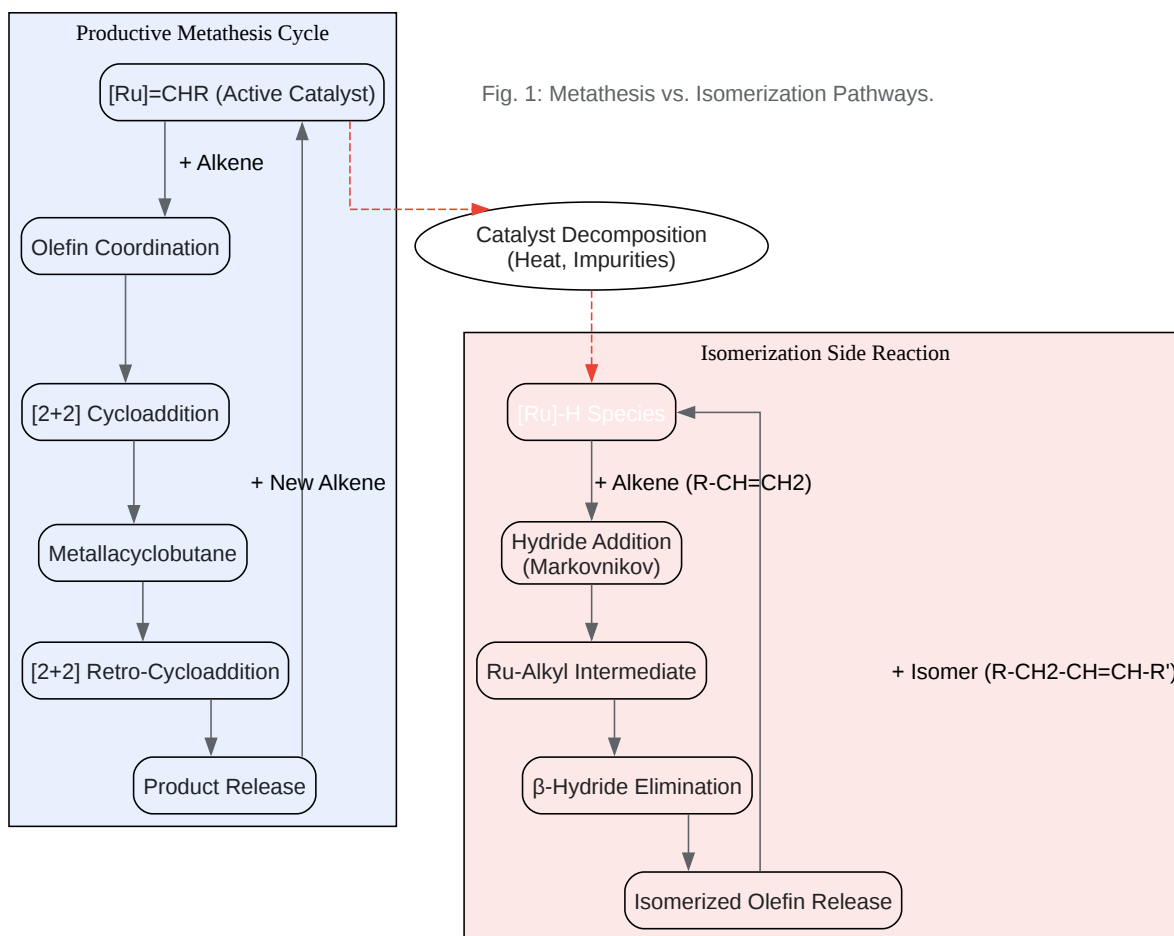 Productive Metathesis Cycle
[Ru]=CHR (Active Catalyst)
Fig. 1: Metathesis vs. Isomerization Pathways.
+ Alkene
Olefin Coordination
Catalyst Decomposition
(Heat, Impurities)
Isomerization Side Reaction
[2+2] Cycloaddition
[Ru]-H Species
+ New Alkene
+ Alkene (R-CH=CH2)
Metallacyclobutane
Hydride Addition
(Markovnikov)
[2+2] Retro-Cycloaddition
Ru-Alkyl Intermediate
+ Isomer (R-CH2-CH=CH-R')
Product Release
β-Hydride Elimination
Isomerized Olefin Release